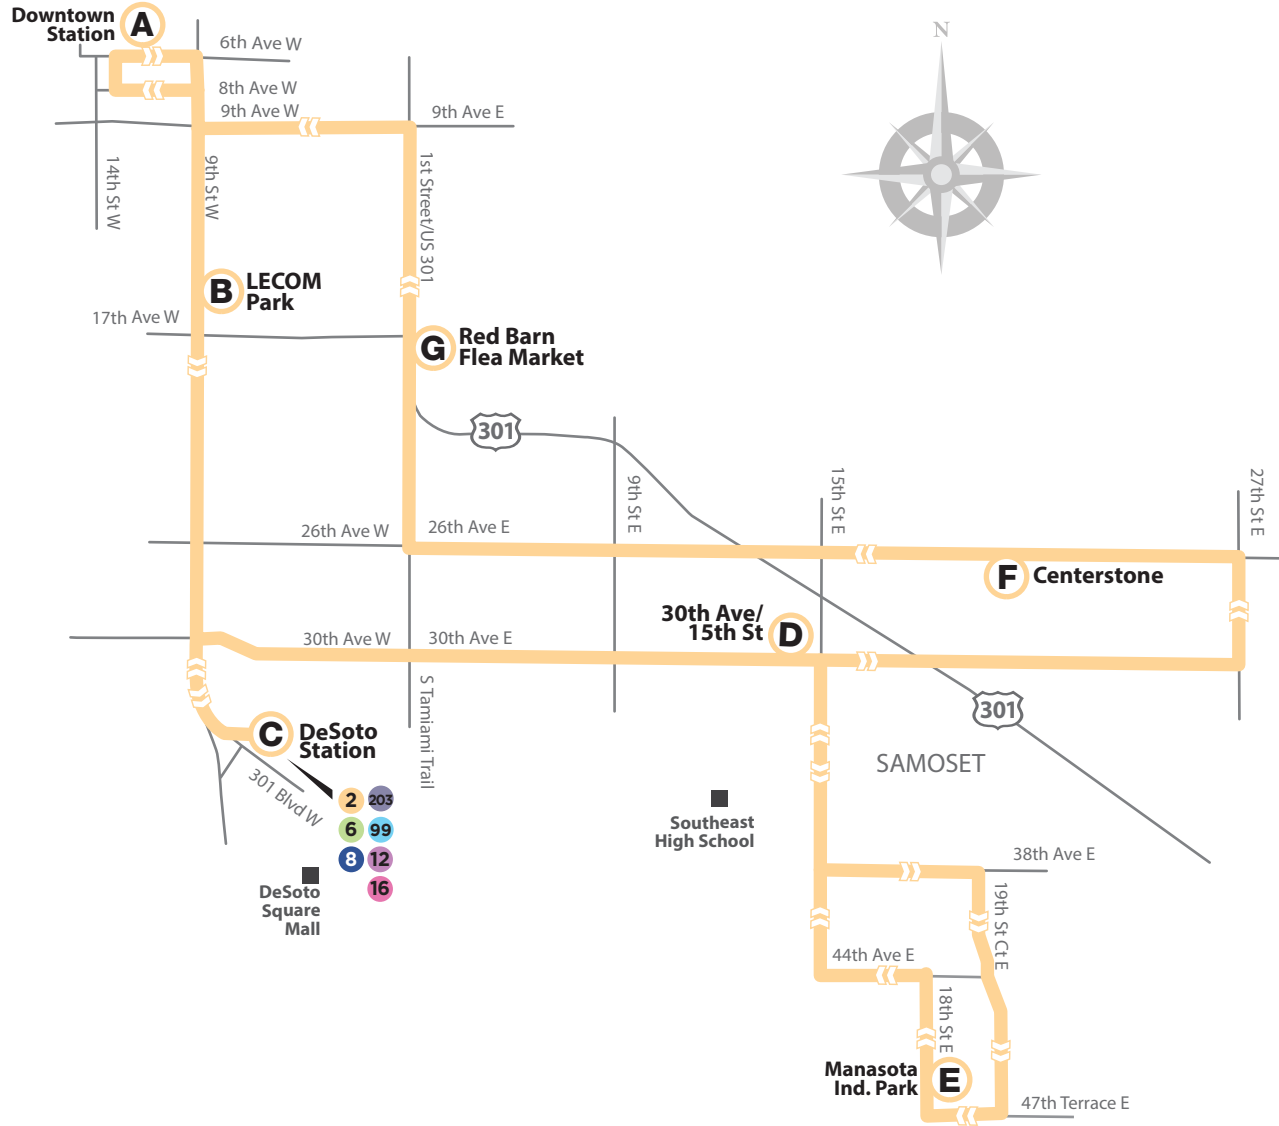 Downtown
Station
A
6th Ave W
8th Ave W
9th Ave W
9th Ave E
N
14th St W
9th St W
1st Street/US 301
B
LECOM
Park
17th Ave W
G
Red Barn
Flea Market
301
9th St E
15th St E
27th St E
26th Ave W
26th Ave E
F
Centerstone
30th Ave/
15th St
D
30th Ave W
30th Ave E
S Tamiami Trail
C
DeSoto
Station
301
SAMOSET
301 Blvd W
2
203
6
99
8
12
16
DeSoto
Square
Mall
Southeast
High School
38th Ave E
19th St Ct E
44th Ave E
18th St E
Manasota
Ind. Park
E
47th Terrace E